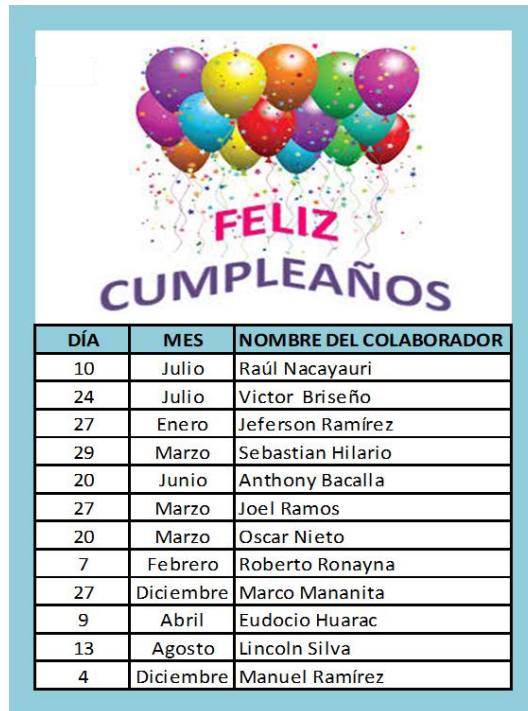 FELIZ
CUMPLEAÑOS
DÍA MES NOMBRE DEL COLABORADOR
10 Julio Raúl Nacayauri
24 Julio Victor Briseño
27 Enero Jeferson Ramírez
29 Marzo Sebastian Hilario
20 Junio Anthony Bacalla
27 Marzo Joel Ramos
20 Marzo Oscar Nieto
7 Febrero Roberto Ronayna
27 Diciembre Marco Mananita
9 Abril Eudocio Huarac
13 Agosto Lincoln Silva
4 Diciembre Manuel Ramírez